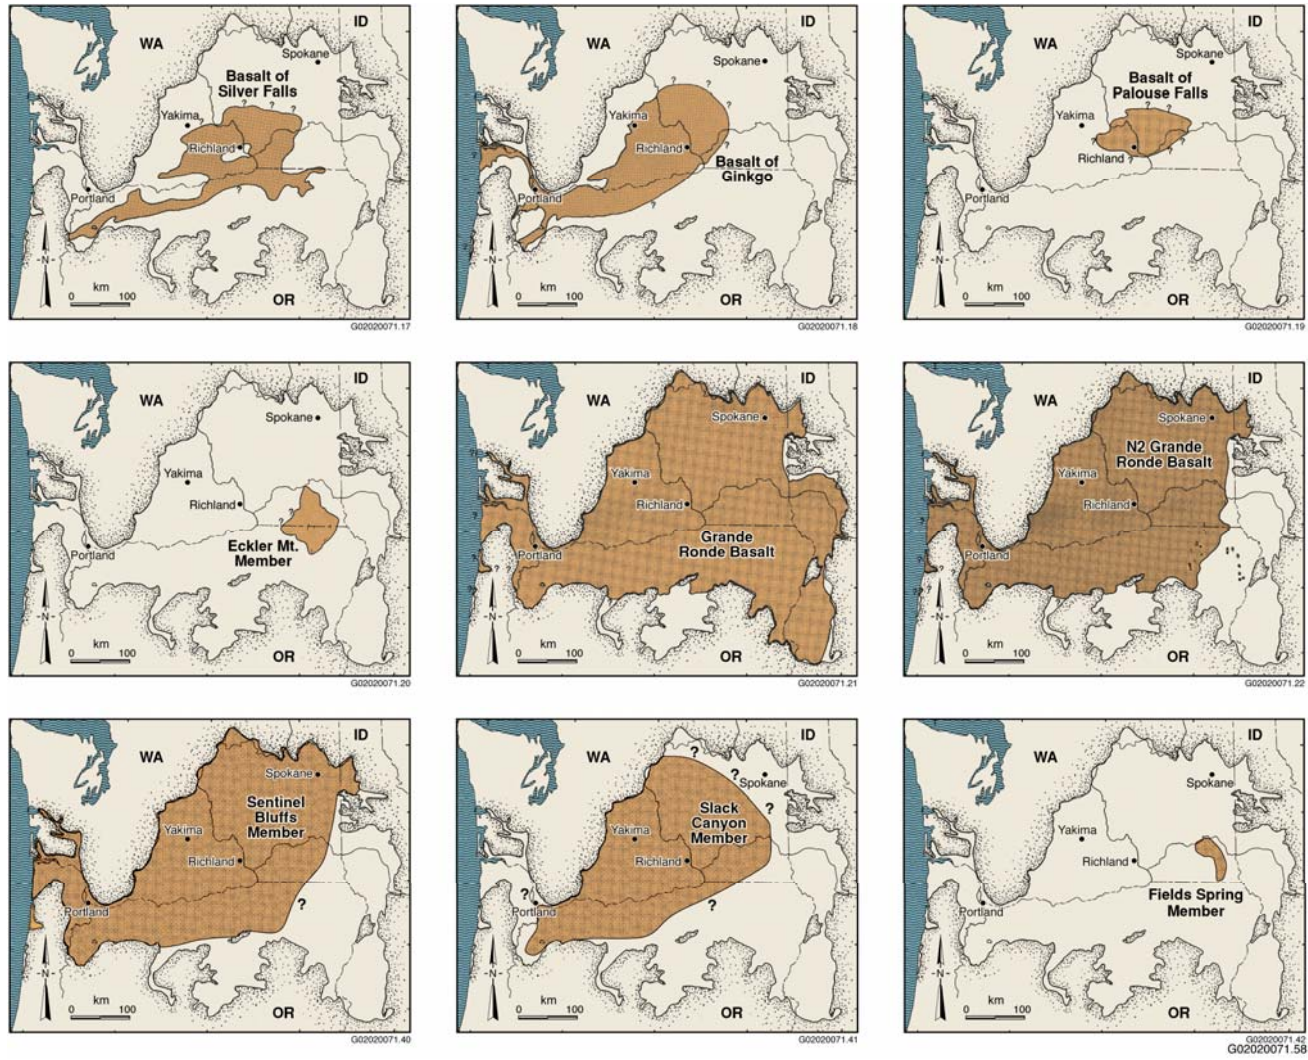 WA
ID
Spokane
Basalt of
Silver Falls
?
?
?
?
Yakima
Richland
Portland
?
-N-
km
0 100
OR
G02020071.17
WA
ID
Spokane
?
?
Yakima
?
Richland
Basalt of
Ginkgo
Portland
?
-N-
km
0 100
OR
G02020071.18
WA
ID
Spokane
Basalt of
Palouse Falls
?
?
Yakima
Richland
?
?
?
Portland
-N-
km
0 100
OR
G02020071.19
WA
ID
Spokane
Yakima
Richland
?
Eckler Mt.
Member
Portland
-N-
km
0 100
OR
G02020071.20
WA
ID
Spokane
Yakima
Richland
Grande
Ronde Basalt
Portland
?
-N-
km
0 100
OR
G02020071.21
WA
ID
Spokane
N2 Grande
Ronde Basalt
Yakima
Richland
Portland
?
?
-N-
km
0 100
OR
G02020071.22
WA
ID
Spokane
Sentinel
Bluffs
Member
Yakima
Richland
?
Portland
-N-
km
0 100
OR
G02020071.40
WA
ID
?
?
Spokane
Slack
Canyon
Member
?
Yakima
Richland
?
?
Portland
-N-
km
0 100
OR
G02020071.41
WA
ID
Spokane
Yakima
Richland
Fields Spring
Member
Portland
-N-
km
0 100
OR
G02020071.42
G02020071.58